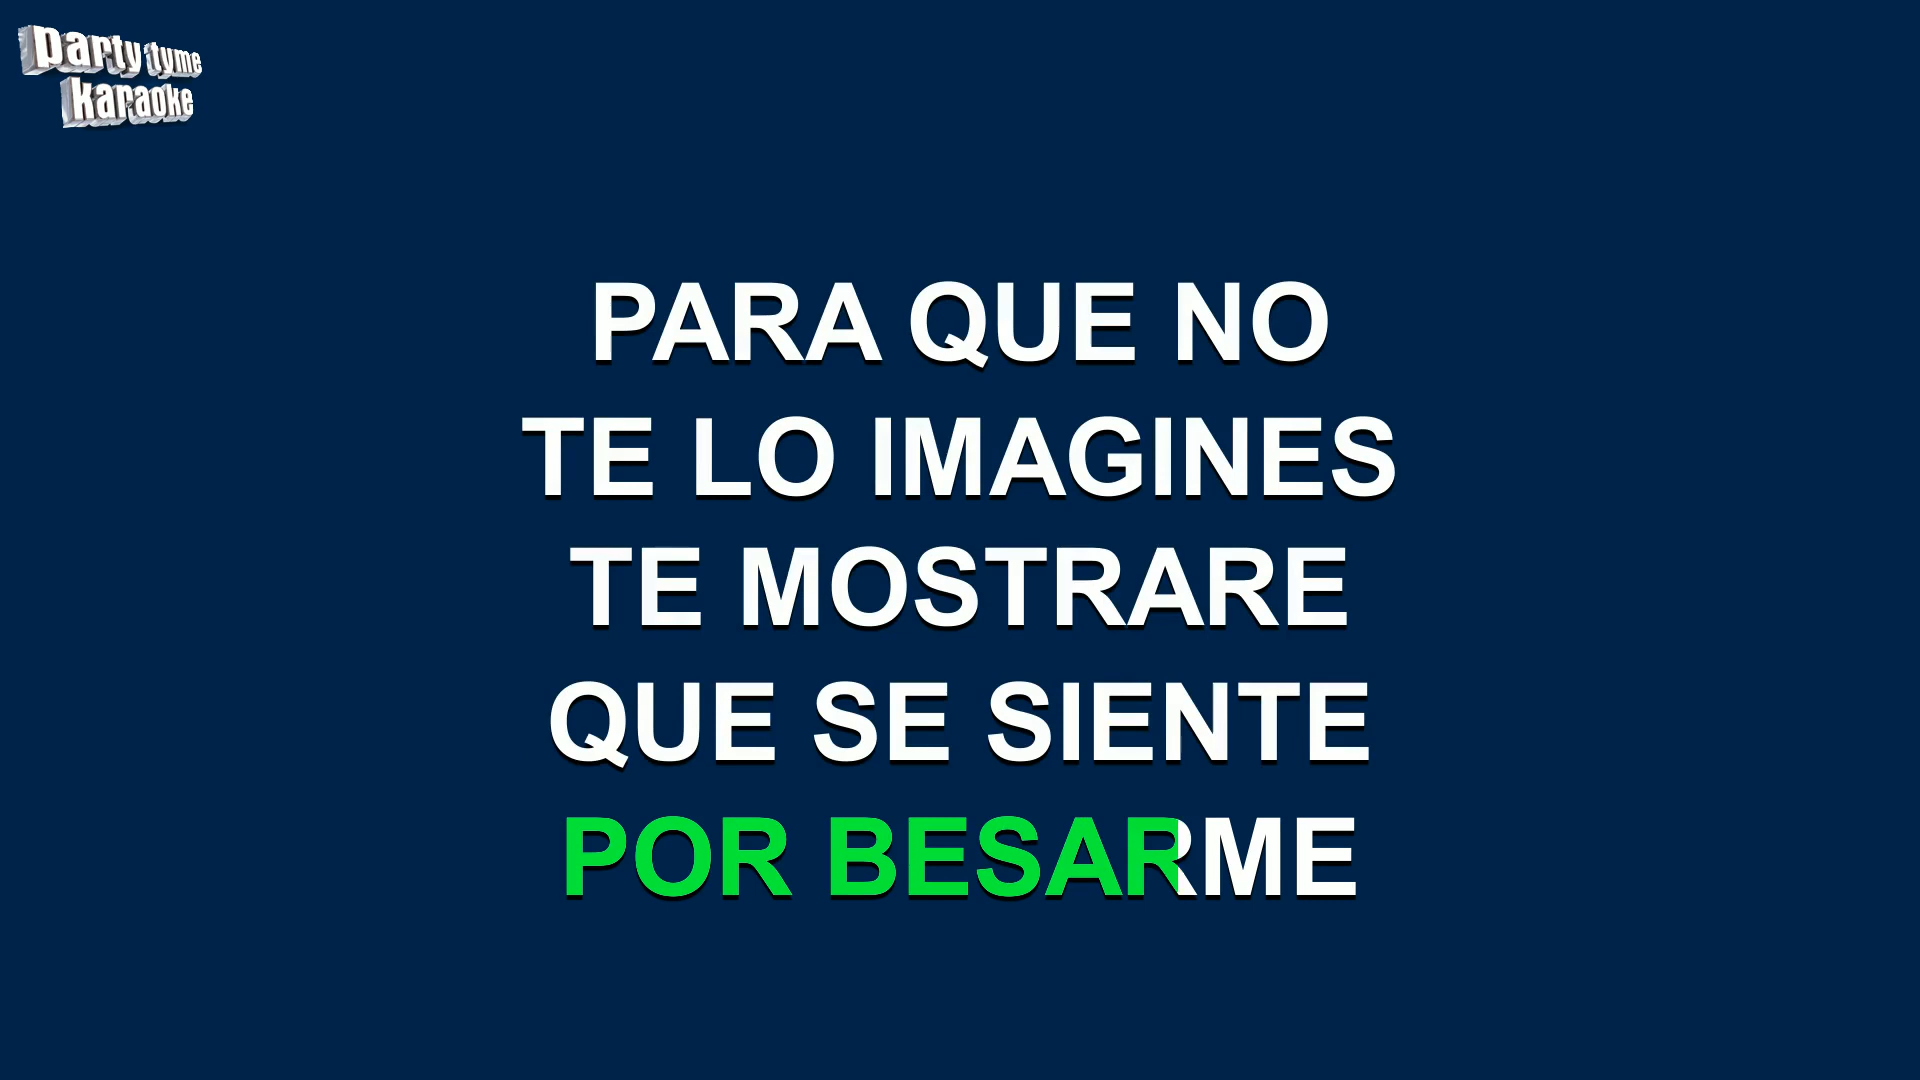 party tyme
karaoke
PARA QUE NO
TE LO IMAGINES
TE MOSTRARE
QUE SE SIENTE
POR BESARME